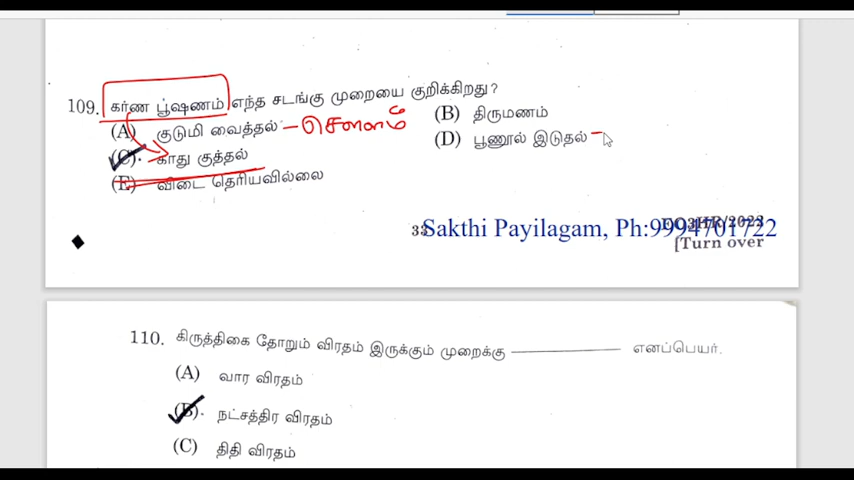 109. கர்ண பூஷணம் எந்த சடங்கு முறையை குறிக்கிறது?
(A) குடுமி வைத்தல் – சௌளம் (B) திருமணம்
(C) காது குத்தல் (D) பூணூல் இடுதல் –
(E) விடை தெரியவில்லை
33 Sakthi Payilagam, Ph:9994701722
[Turn over
110. கிருத்திகை தோறும் விரதம் இருக்கும் முறைக்கு ———— எனப்பெயர்.
(A) வார விரதம்
(B) நட்சத்திர விரதம்
(C) திதி விரதம்